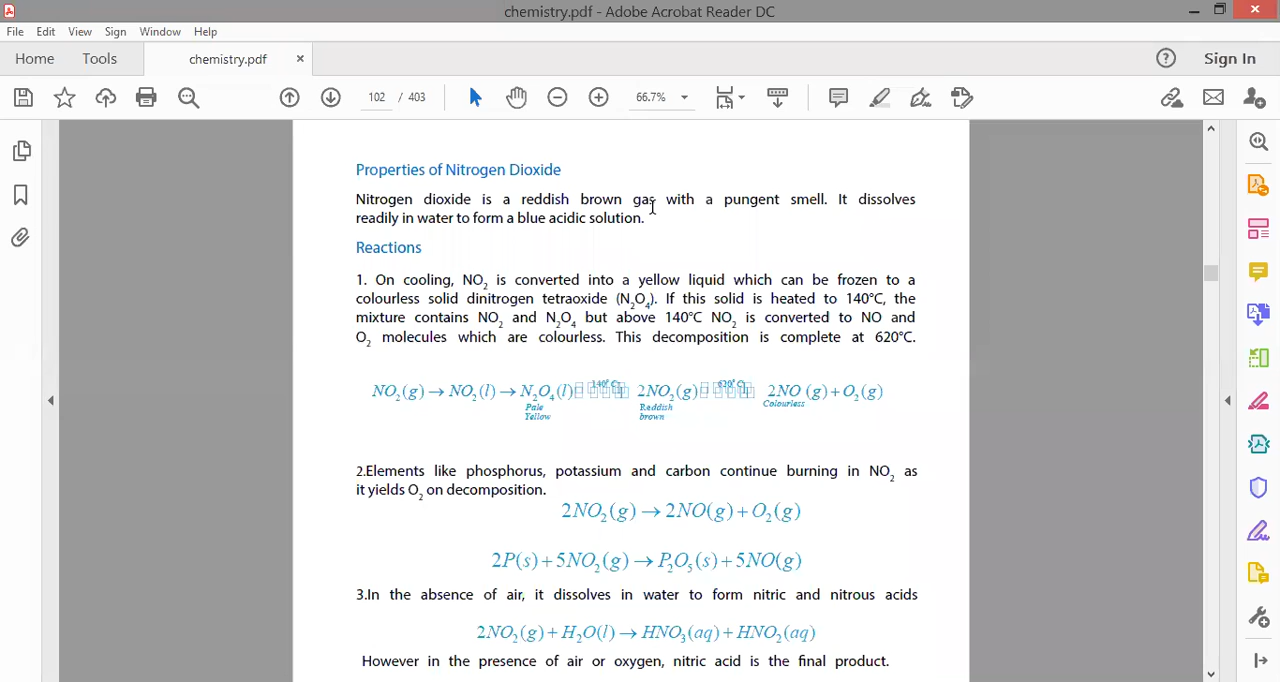 chemistry.pdf - Adobe Acrobat Reader DC
File Edit View Sign Window Help
Home Tools chemistry.pdf × Sign In
102 / 403 66.7%
Properties of Nitrogen Dioxide
Nitrogen dioxide is a reddish brown gas with a pungent smell. It dissolves
readily in water to form a blue acidic solution.
Reactions
1. On cooling, NO₂ is converted into a yellow liquid which can be frozen to a
colourless solid dinitrogen tetraoxide (N₂O₄). If this solid is heated to 140°C, the
mixture contains NO₂ and N₂O₄ but above 140°C NO₂ is converted to NO and
O₂ molecules which are colourless. This decomposition is complete at 620°C.
NO₂(g) → NO₂(l) → N₂O₄(l) 140° C 2NO₂(g) 620° C 2NO (g) + O₂(g)
Pale Yellow Reddish brown Colourless
2.Elements like phosphorus, potassium and carbon continue burning in NO₂ as
it yields O₂ on decomposition.
2NO₂(g) → 2NO(g) + O₂(g)
2P(s) + 5NO₂(g) → P₂O₅(s) + 5NO(g)
3.In the absence of air, it dissolves in water to form nitric and nitrous acids
2NO₂(g) + H₂O(l) → HNO₃(aq) + HNO₂(aq)
However in the presence of air or oxygen, nitric acid is the final product.